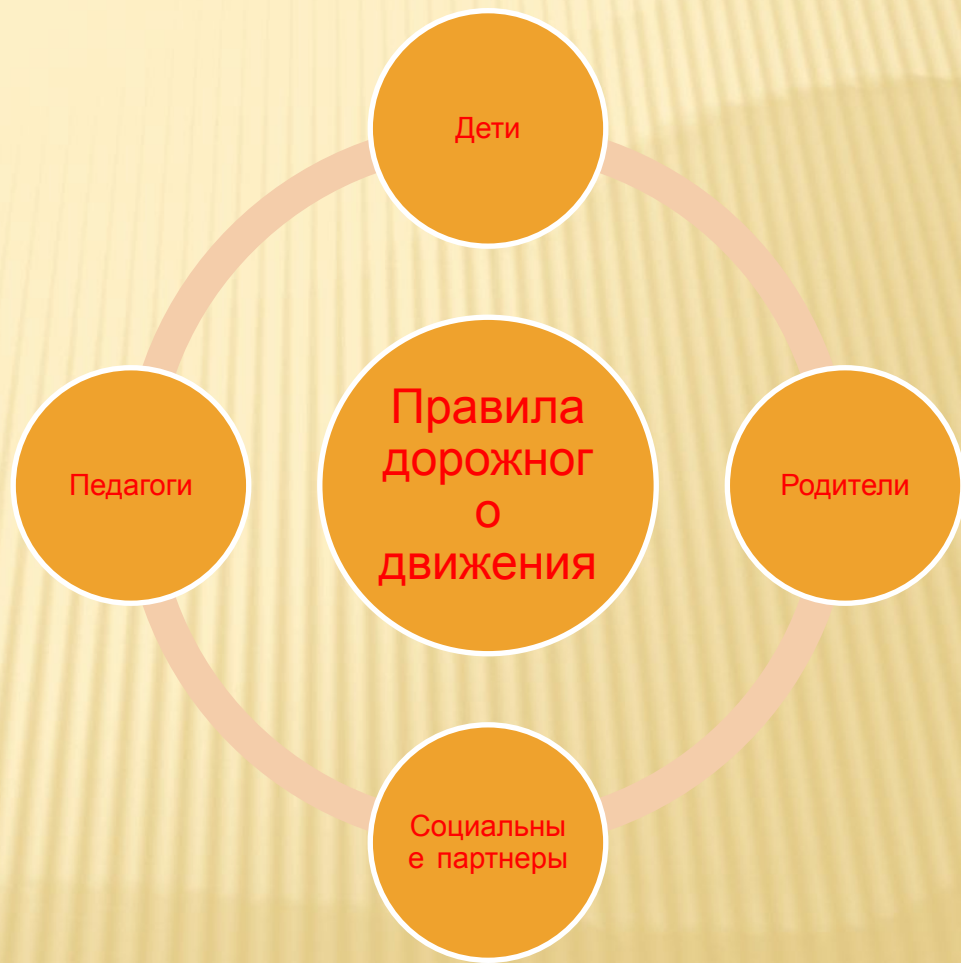 Дети
Правила
дорожног
о
движения
Педагоги
Родители
Социальны
е партнеры